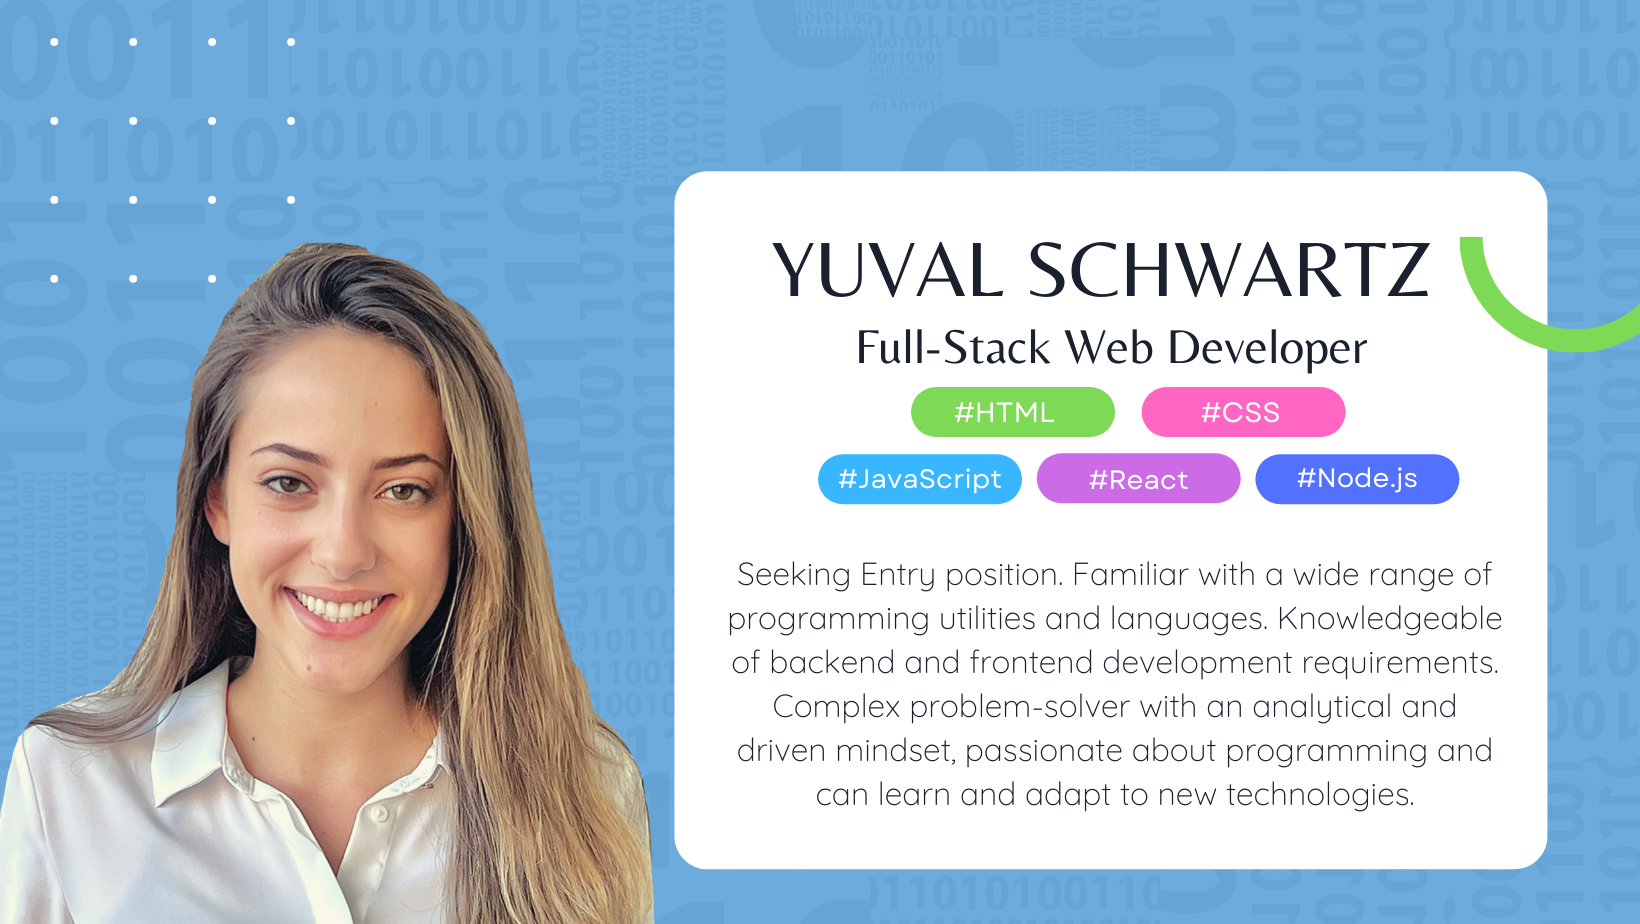 YUVAL SCHWARTZ
Full-Stack Web Developer
#HTML #CSS
#JavaScript #React #Node.js
Seeking Entry position. Familiar with a wide range of
programming utilities and languages. Knowledgeable
of backend and frontend development requirements.
Complex problem-solver with an analytical and
driven mindset, passionate about programming and
can learn and adapt to new technologies.